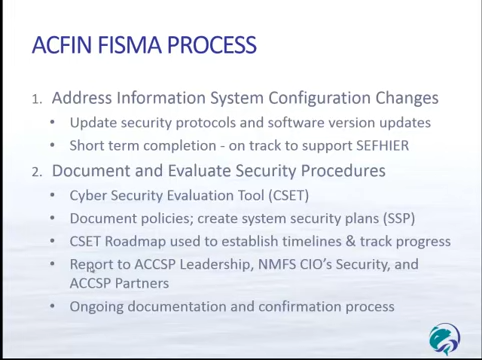 ACFIN FISMA PROCESS
1. Address Information System Configuration Changes
• Update security protocols and software version updates
• Short term completion - on track to support SEFHIER
2. Document and Evaluate Security Procedures
• Cyber Security Evaluation Tool (CSET)
• Document policies; create system security plans (SSP)
• CSET Roadmap used to establish timelines & track progress
• Report to ACCSP Leadership, NMFS CIO's Security, and
ACCSP Partners
• Ongoing documentation and confirmation process